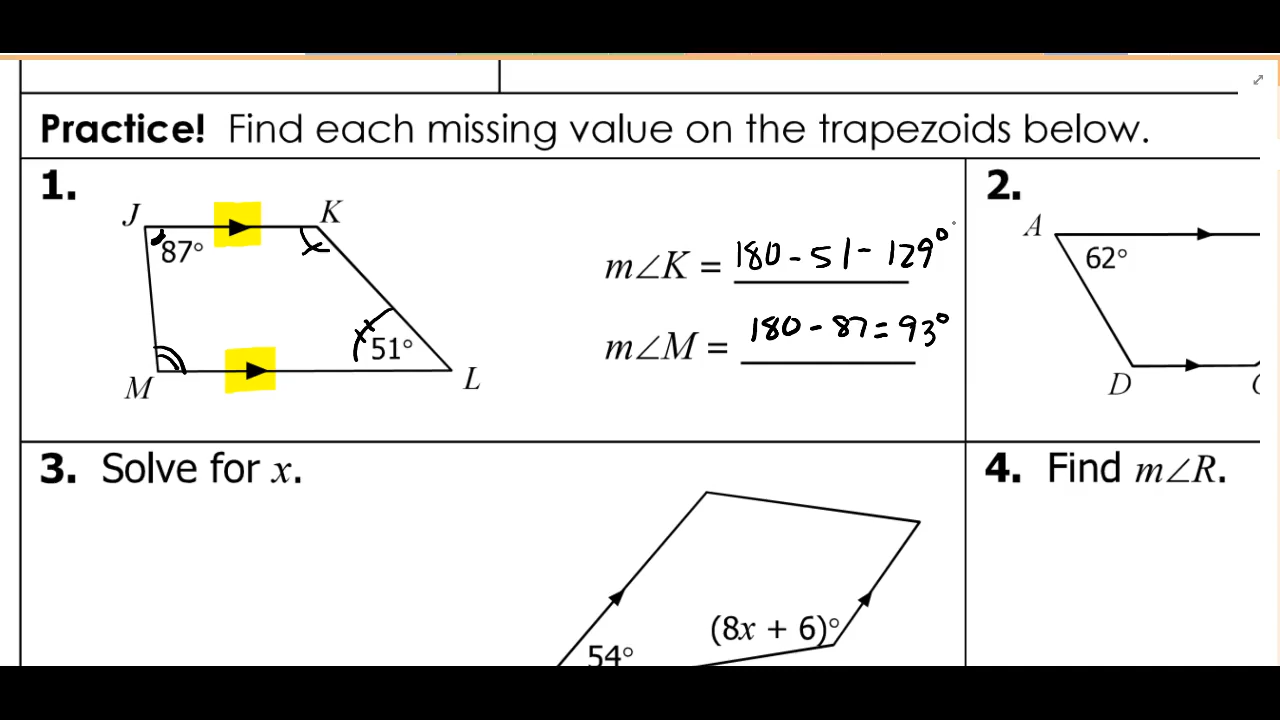 Practice! Find each missing value on the trapezoids below.
1.
J
K
87°
51°
M
L
m∠K = 180 - 51 - 129°
m∠M = 180 - 87 = 93°
2.
A
62°
D
3. Solve for x.
(8x + 6)°
54°
4. Find m∠R.